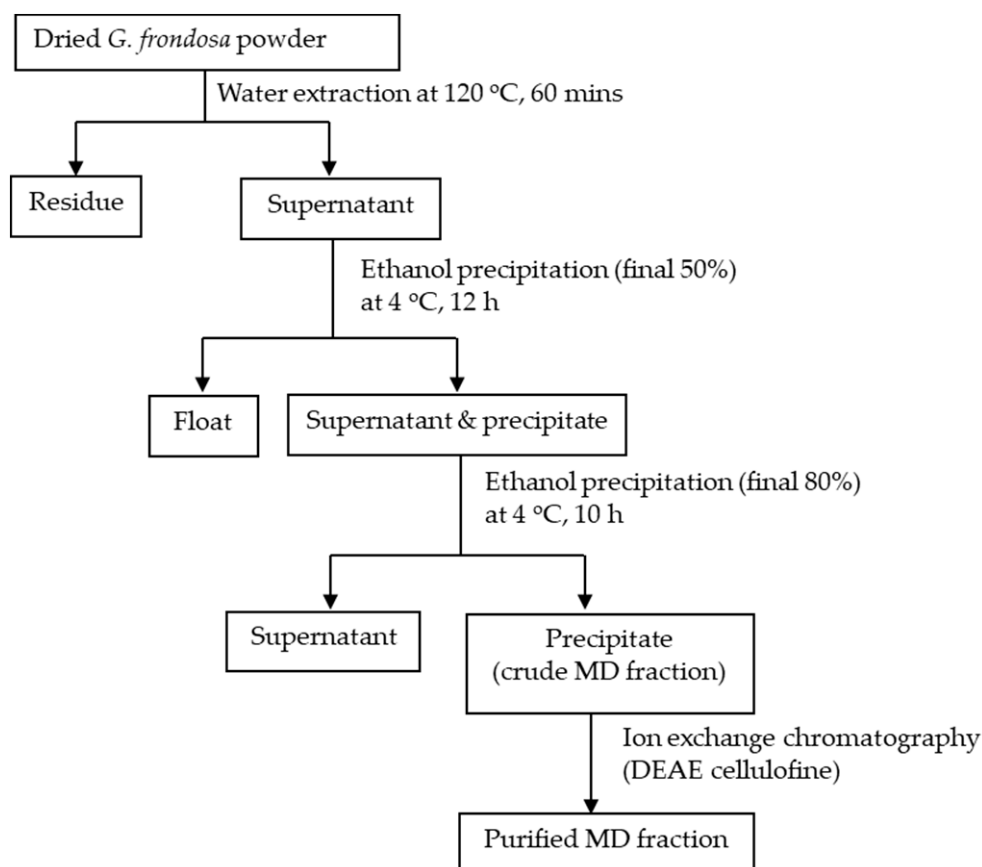 Dried G. frondosa powder
Water extraction at 120 °C, 60 mins
Residue
Supernatant
Ethanol precipitation (final 50%)
at 4 °C, 12 h
Float
Supernatant & precipitate
Ethanol precipitation (final 80%)
at 4 °C, 10 h
Supernatant
Precipitate
(crude MD fraction)
Ion exchange chromatography
(DEAE cellulofine)
Purified MD fraction